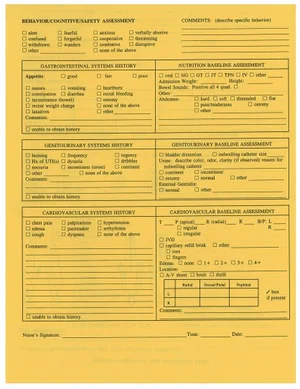 BEHAVIOR/COGNITIVE/SAFETY ASSESSMENT
COMMENTS: (describe specific behavior)
alert fearful anxious verbally abusive
confused forgetful cooperative threatening
withdrawn wanders combative disruptive
other none of the above
GASTROINTESTINAL SYSTEMS HISTORY
Appetite: good fair poor
nausea vomiting heartburn
constipation diarrhea rectal bleeding
incontinence (bowel) ostomy
recent weight change none of the above
laxatives other
Comments:
unable to obtain history
NUTRITION BASELINE ASSESSMENT
oral NG GT JT TPN IV other
Admission Weight: Height:
Bowel Sounds: Positive all 4 quad.
Other:
Abdomen: hard soft distended flat
pain/tenderness ostomy
other
Comments:
GENITOURINARY SYSTEMS HISTORY
burning frequency urgency
Hx of UTI(s) dysuria dribbles
nocturia incontinent (urine) continent
other none of the above
Comments:
unable to obtain history
GENITOURINARY BASELINE ASSESSMENT
bladder distention indwelling catheter size
Urine: describe color, odor, clarity (if observed) reason for
indwelling catheter
continent incontinent
ostomy normal other
External Genitalia:
normal other
CARDIOVASCULAR SYSTEMS HISTORY
chest pain palpitations hypertension
edema pacemaker arrhythmia
cough dyspnea none of the above
Comments:
unable to obtain history
CARDIOVASCULAR BASELINE ASSESSMENT
T P (apical) R (radial) R B/P: L
regular R
irregular
JVD
capillary refill brisk other
toes
fingers
Edema: none 1+ 2+ 3+ 4+
Location:
A-V shunt bruit thrill
Radial Dorsal/Pedal Popliteal
L
R
✓ box
if present
Comments:
Nurse's Signature: Time: Date: